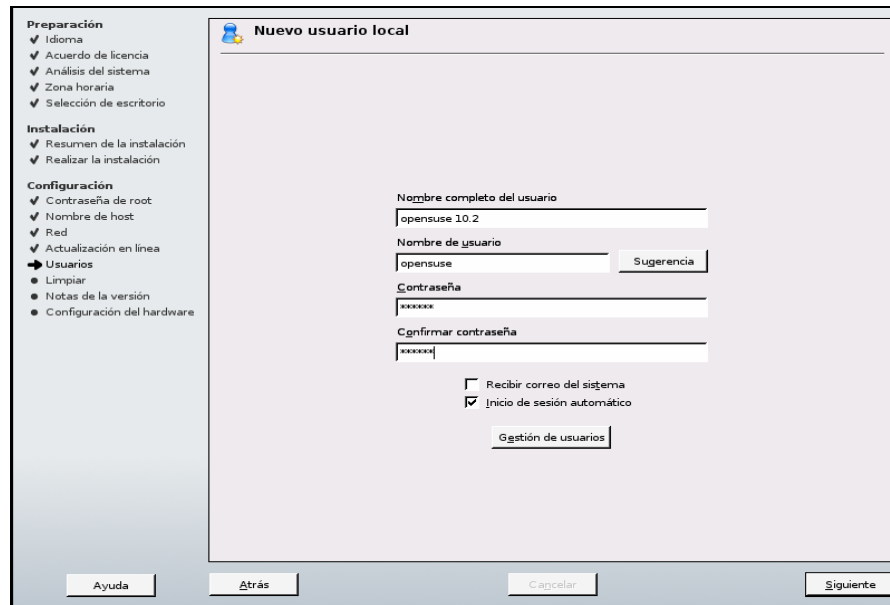 Preparación
Idioma
Acuerdo de licencia
Análisis del sistema
Zona horaria
Selección de escritorio
Instalación
Resumen de la instalación
Realizar la instalación
Configuración
Contraseña de root
Nombre de host
Red
Actualización en línea
Usuarios
Limpiar
Notas de la versión
Configuración del hardware
Nuevo usuario local
Nombre completo del usuario
opensuse 10.2
Nombre de usuario
opensuse
Sugerencia
Contraseña
******
Confirmar contraseña
******
Recibir correo del sistema
Inicio de sesión automático
Gestión de usuarios
Ayuda
Atrás
Cancelar
Siguiente